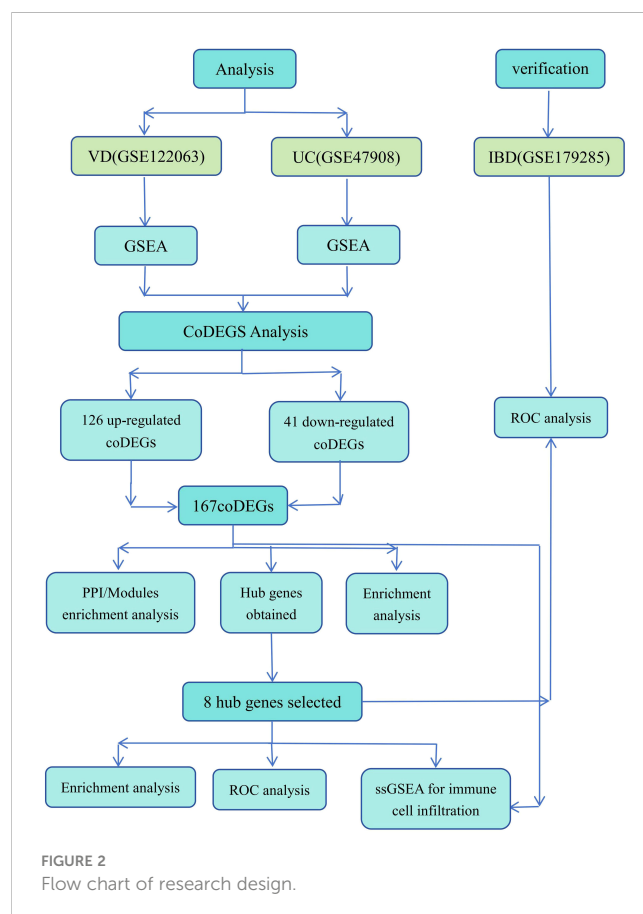 Analysis
verification
VD(GSE122063)
UC(GSE47908)
IBD(GSE179285)
GSEA
GSEA
CoDEGS Analysis
126 up-regulated
coDEGs
41 down-regulated
coDEGs
ROC analysis
167coDEGs
PPI/Modules
enrichment analysis
Hub genes
obtained
Enrichment
analysis
8 hub genes selected
Enrichment analysis
ROC analysis
ssGSEA for immune
cell infiltration
FIGURE 2
Flow chart of research design.